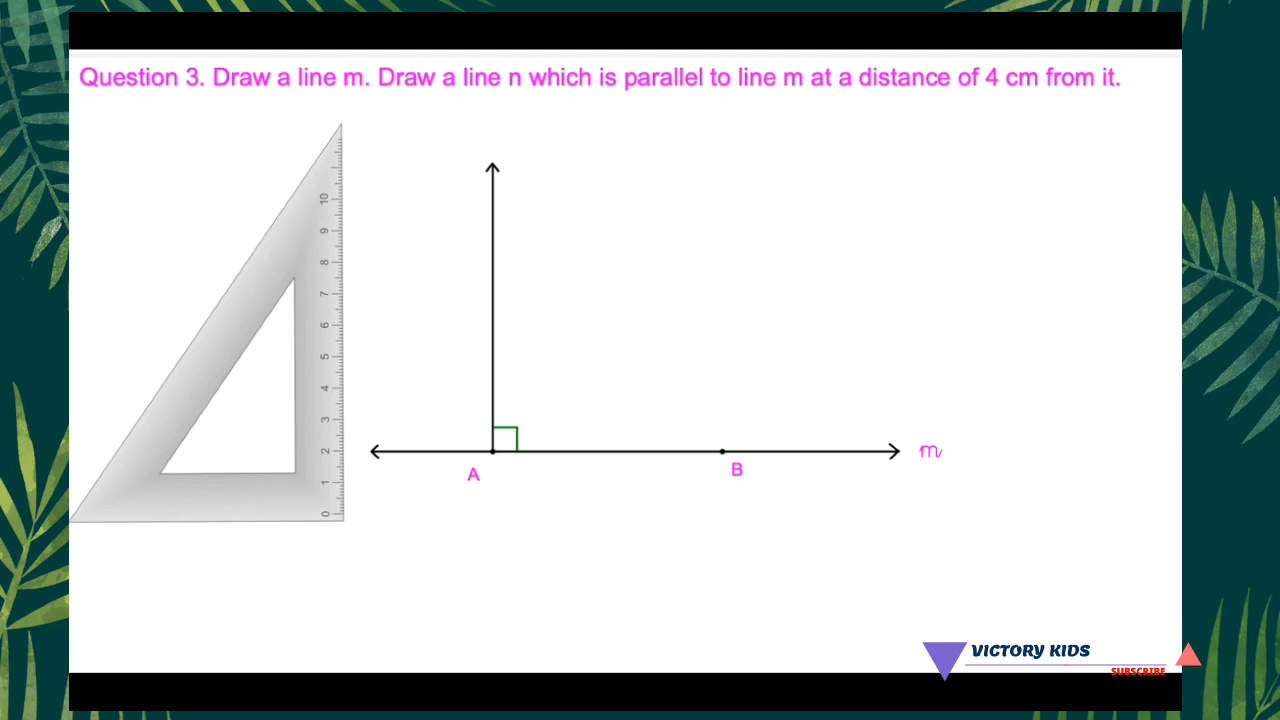 Question 3. Draw a line m. Draw a line n which is parallel to line m at a distance of 4 cm from it.
10
9
8
7
6
5
4
3
2
1
0
A
B
m
VICTORY KIDS
SUBSCRIBE